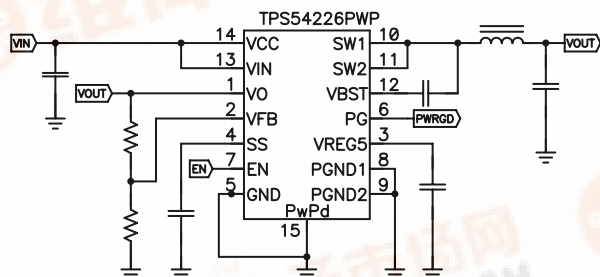 TPS54226PWP
VIN 14 VCC SW1 10 VOUT
13 VIN SW2 11
VOUT 1 VO VBST 12
2 VFB PG 6 PWRGD
4 SS VREG5 3
EN 7 EN PGND1 8
5 GND PGND2 9
PwPd
15